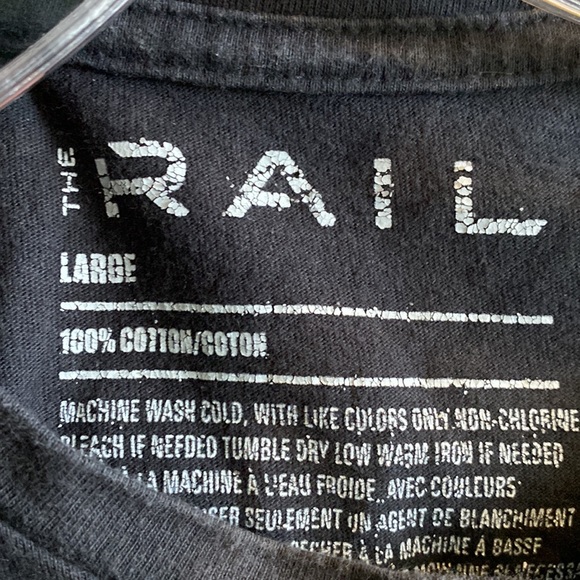 THE RAIL
LARGE
100% COTTON/COTON
MACHINE WASH COLD, WITH LIKE COLORS ONLY NON-CHLORINE
BLEACH IF NEEDED TUMBLE DRY LOW WARM IRON IF NEEDED
À LA MACHINE À L'EAU FROIDE, AVEC COULEURS
SEULEMENT UN AGENT DE BLANCHIMENT
SÉCHER À LA MACHINE À BASSE